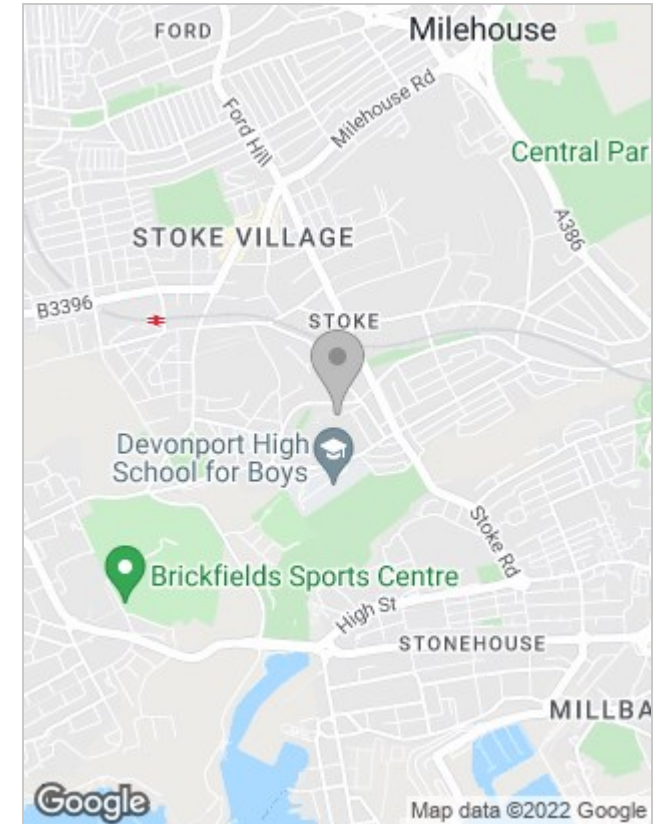 FORD
Milehouse
Milehouse Rd
Ford Hill
Central Par
A386
STOKE VILLAGE
B3396
STOKE
Devonport High
School for Boys
Stoke Rd
Brickfields Sports Centre
High St
STONEHOUSE
MILLBA
Google
Map data ©2022 Google